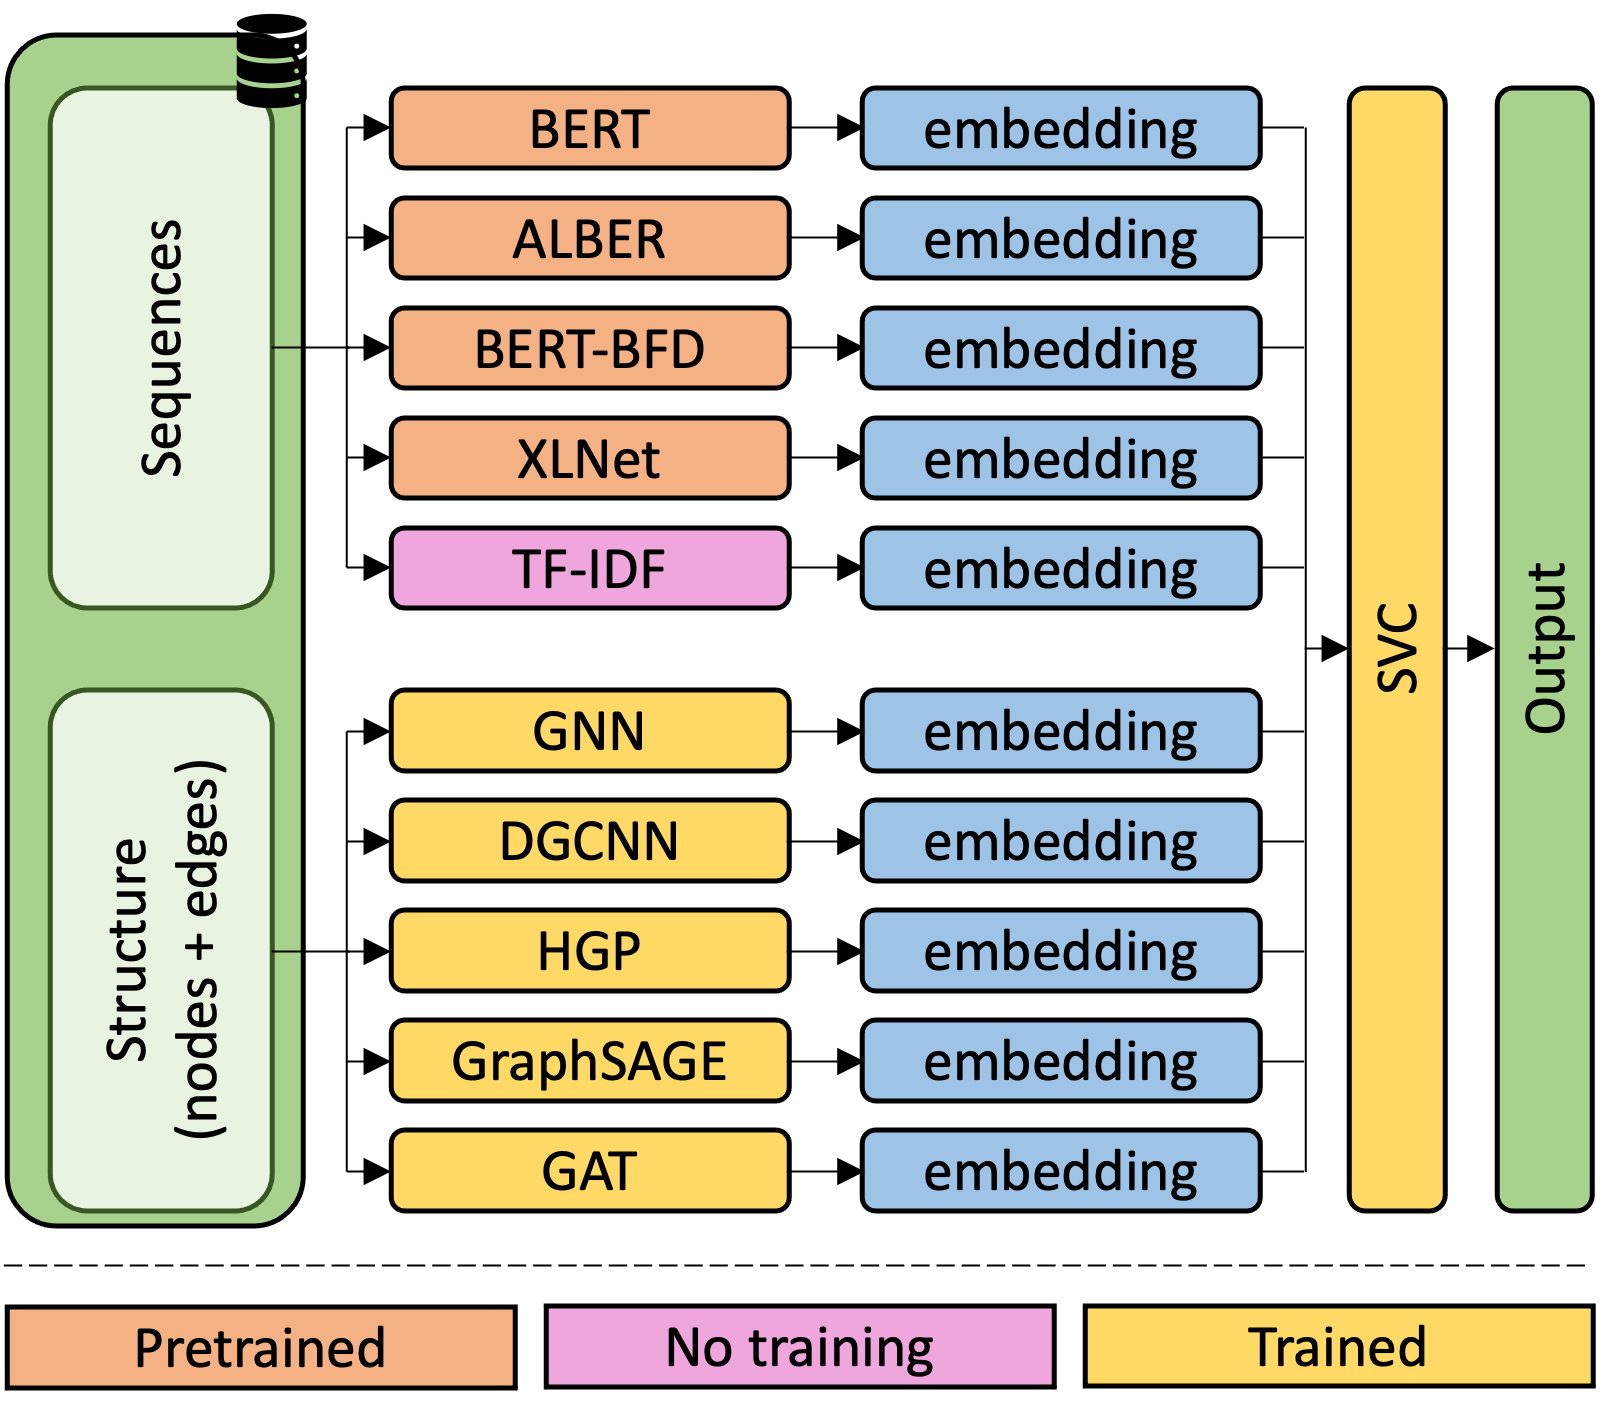 Sequences
BERT
embedding
ALBER
embedding
BERT-BFD
embedding
XLNet
embedding
TF-IDF
embedding
Structure
(nodes + edges)
GNN
embedding
DGCNN
embedding
HGP
embedding
GraphSAGE
embedding
GAT
embedding
SVC
Output
Pretrained
No training
Trained